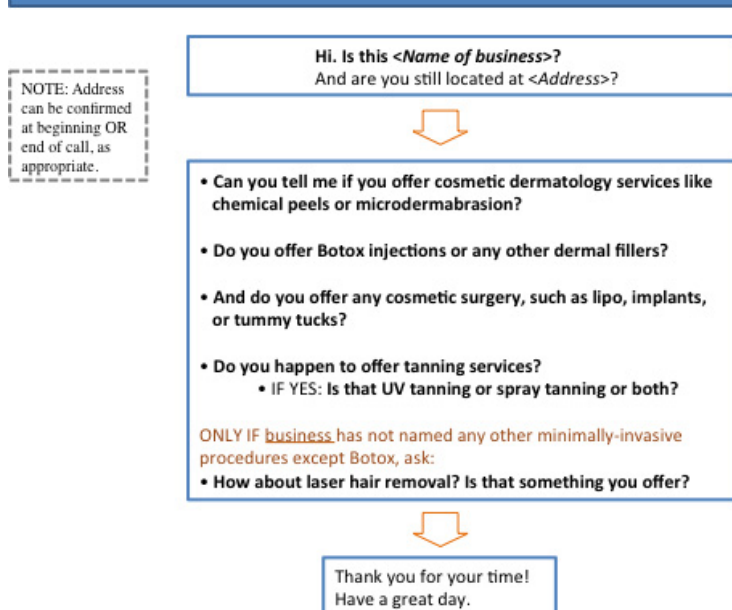 Hi. Is this <Name of business>?
And are you still located at <Address>?
NOTE: Address
can be confirmed
at beginning OR
end of call, as
appropriate.
• Can you tell me if you offer cosmetic dermatology services like
chemical peels or microdermabrasion?
• Do you offer Botox injections or any other dermal fillers?
• And do you offer any cosmetic surgery, such as lipo, implants,
or tummy tucks?
• Do you happen to offer tanning services?
• IF YES: Is that UV tanning or spray tanning or both?
ONLY IF business has not named any other minimally-invasive
procedures except Botox, ask:
• How about laser hair removal? Is that something you offer?
Thank you for your time!
Have a great day.